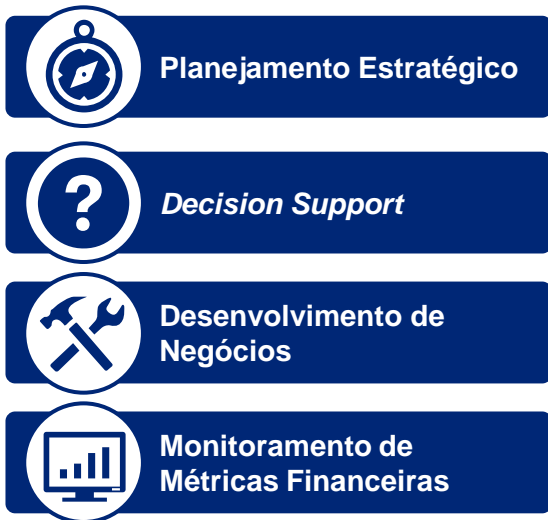 Planejamento Estratégico
?
Decision Support
Desenvolvimento de
Negócios
Monitoramento de
Métricas Financeiras